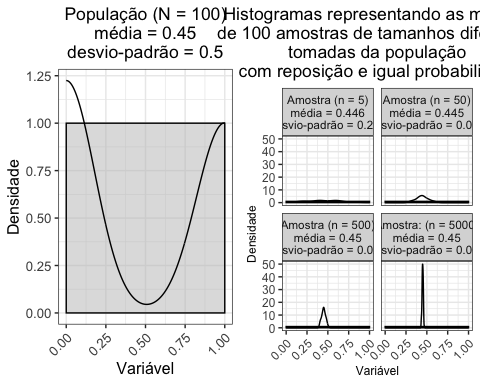 População (N = 100)
média = 0.45
desvio-padrão = 0.5
Histogramas representando as m
de 100 amostras de tamanhos dif
tomadas da população
com reposição e igual probabili
Densidade
1.25
1.00
0.75
0.50
0.25
0.00
0.00 0.25 0.50 0.75 1.00
Variável
Densidade
Amostra (n = 5)
média = 0.446
svio-padrão = 0.2
Amostra (n = 50)
média = 0.445
svio-padrão = 0.0
50
40
30
20
10
0
Amostra (n = 500)
média = 0.45
svio-padrão = 0.0
mostra: (n = 5000
média = 0.45
svio-padrão = 0.0
50
40
30
20
10
0
0.00 0.25 0.50 0.75 1.00
0.00 0.25 0.50 0.75 1.00
Variável